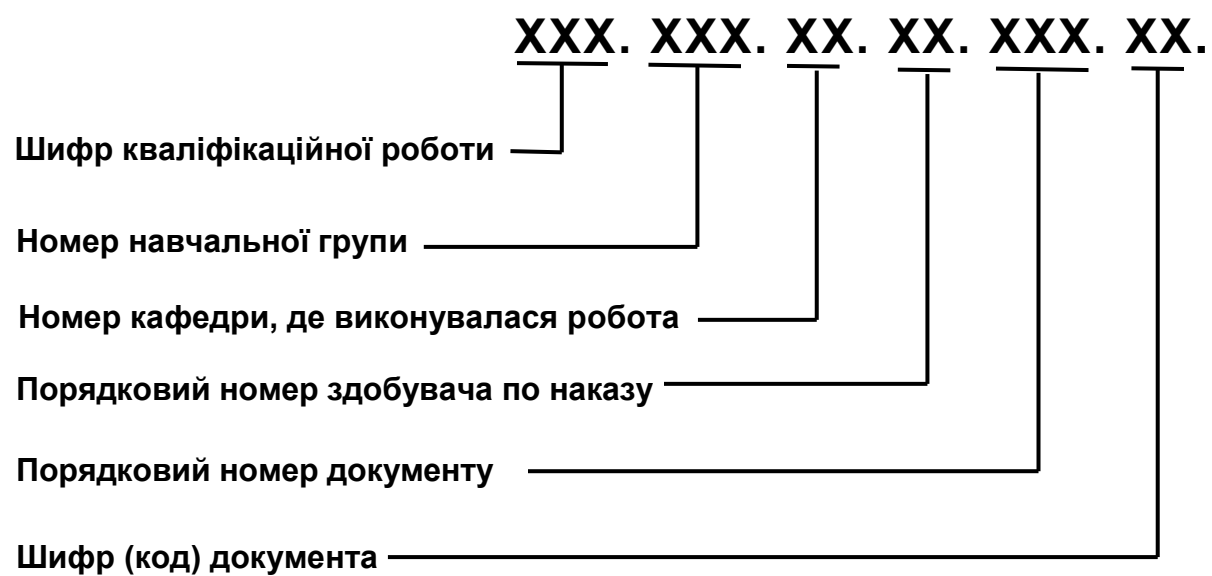 ХХХ. ХХХ. ХХ. ХХ. ХХХ. ХХ.
Шифр кваліфікаційної роботи
Номер навчальної групи
Номер кафедри, де виконувалася робота
Порядковий номер здобувача по наказу
Порядковий номер документу
Шифр (код) документа